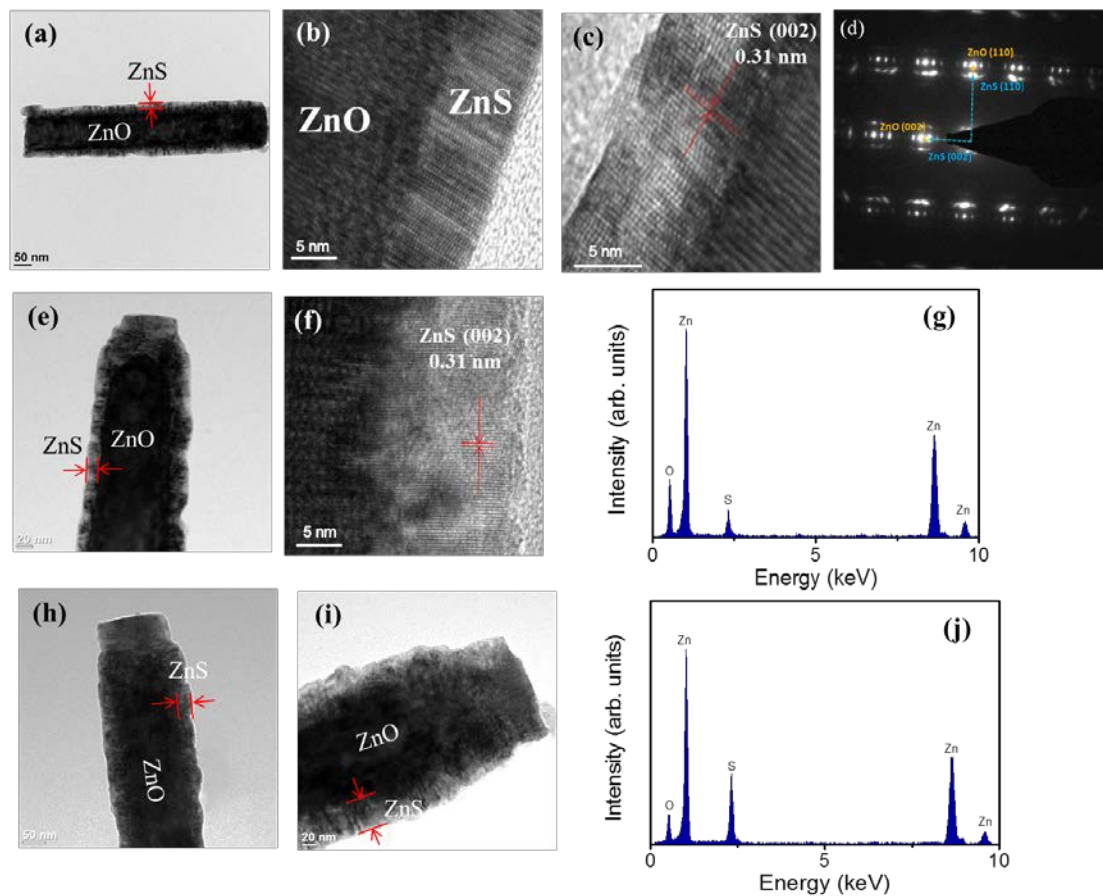 (a)
ZnS
ZnO
50 nm
(b)
ZnO
ZnS
5 nm
(c)
ZnS (002)
0.31 nm
5 nm
(d)
ZnO (110)
ZnS (110)
ZnO (002)
ZnS (002)
(e)
ZnS
ZnO
20 nm
(f)
ZnS (002)
0.31 nm
5 nm
(g)
Zn
O
S
Zn
Zn
Intensity (arb. units)
0
5
10
Energy (keV)
(h)
ZnS
ZnO
50 nm
(i)
ZnO
ZnS
20 nm
(j)
Zn
O
S
Zn
Zn
Intensity (arb. units)
0
5
10
Energy (keV)